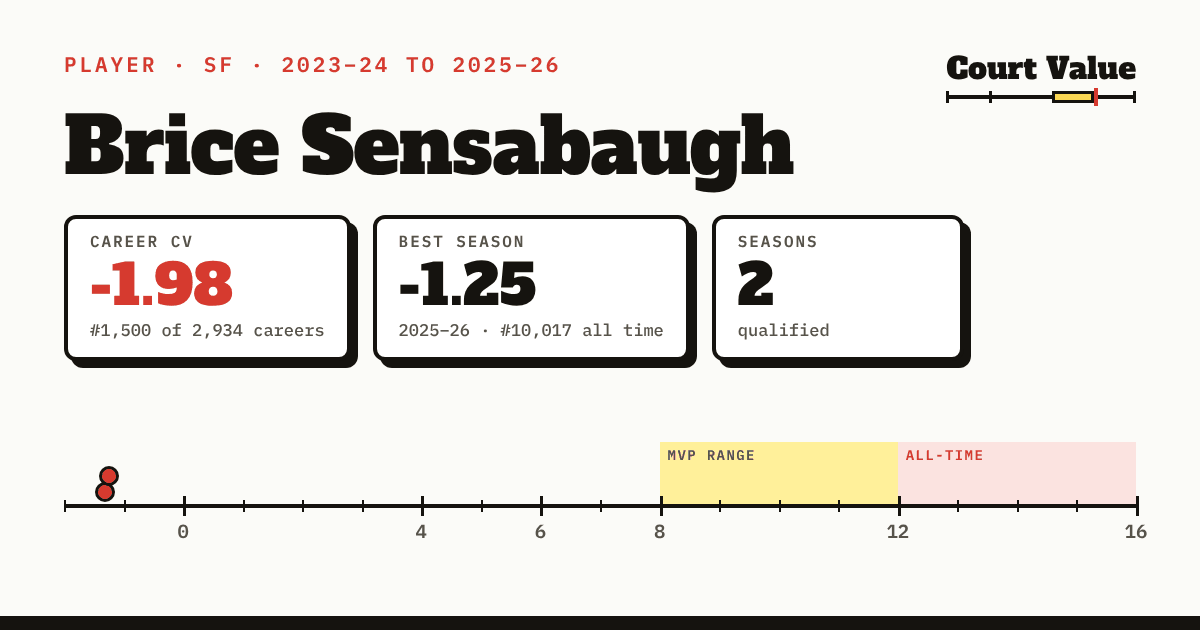 PLAYER · SF · 2023–24 TO 2025–26
Court Value
Brice Sensabaugh
CAREER CV
-1.98
#1,500 of 2,934 careers
BEST SEASON
-1.25
2025–26 · #10,017 all time
SEASONS
2
qualified
MVP RANGE
ALL-TIME
0 4 6 8 12 16